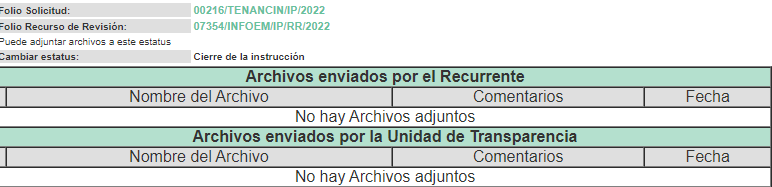 Folio Solicitud: 00216/TENANCIN/IP/2022
Folio Recurso de Revisión: 07354/INFOEM/IP/RR/2022
Puede adjuntar archivos a este estatus
Cambiar estatus: Cierre de la instrucción
Archivos enviados por el Recurrente
Nombre del Archivo Comentarios Fecha
No hay Archivos adjuntos
Archivos enviados por la Unidad de Transparencia
Nombre del Archivo Comentarios Fecha
No hay Archivos adjuntos